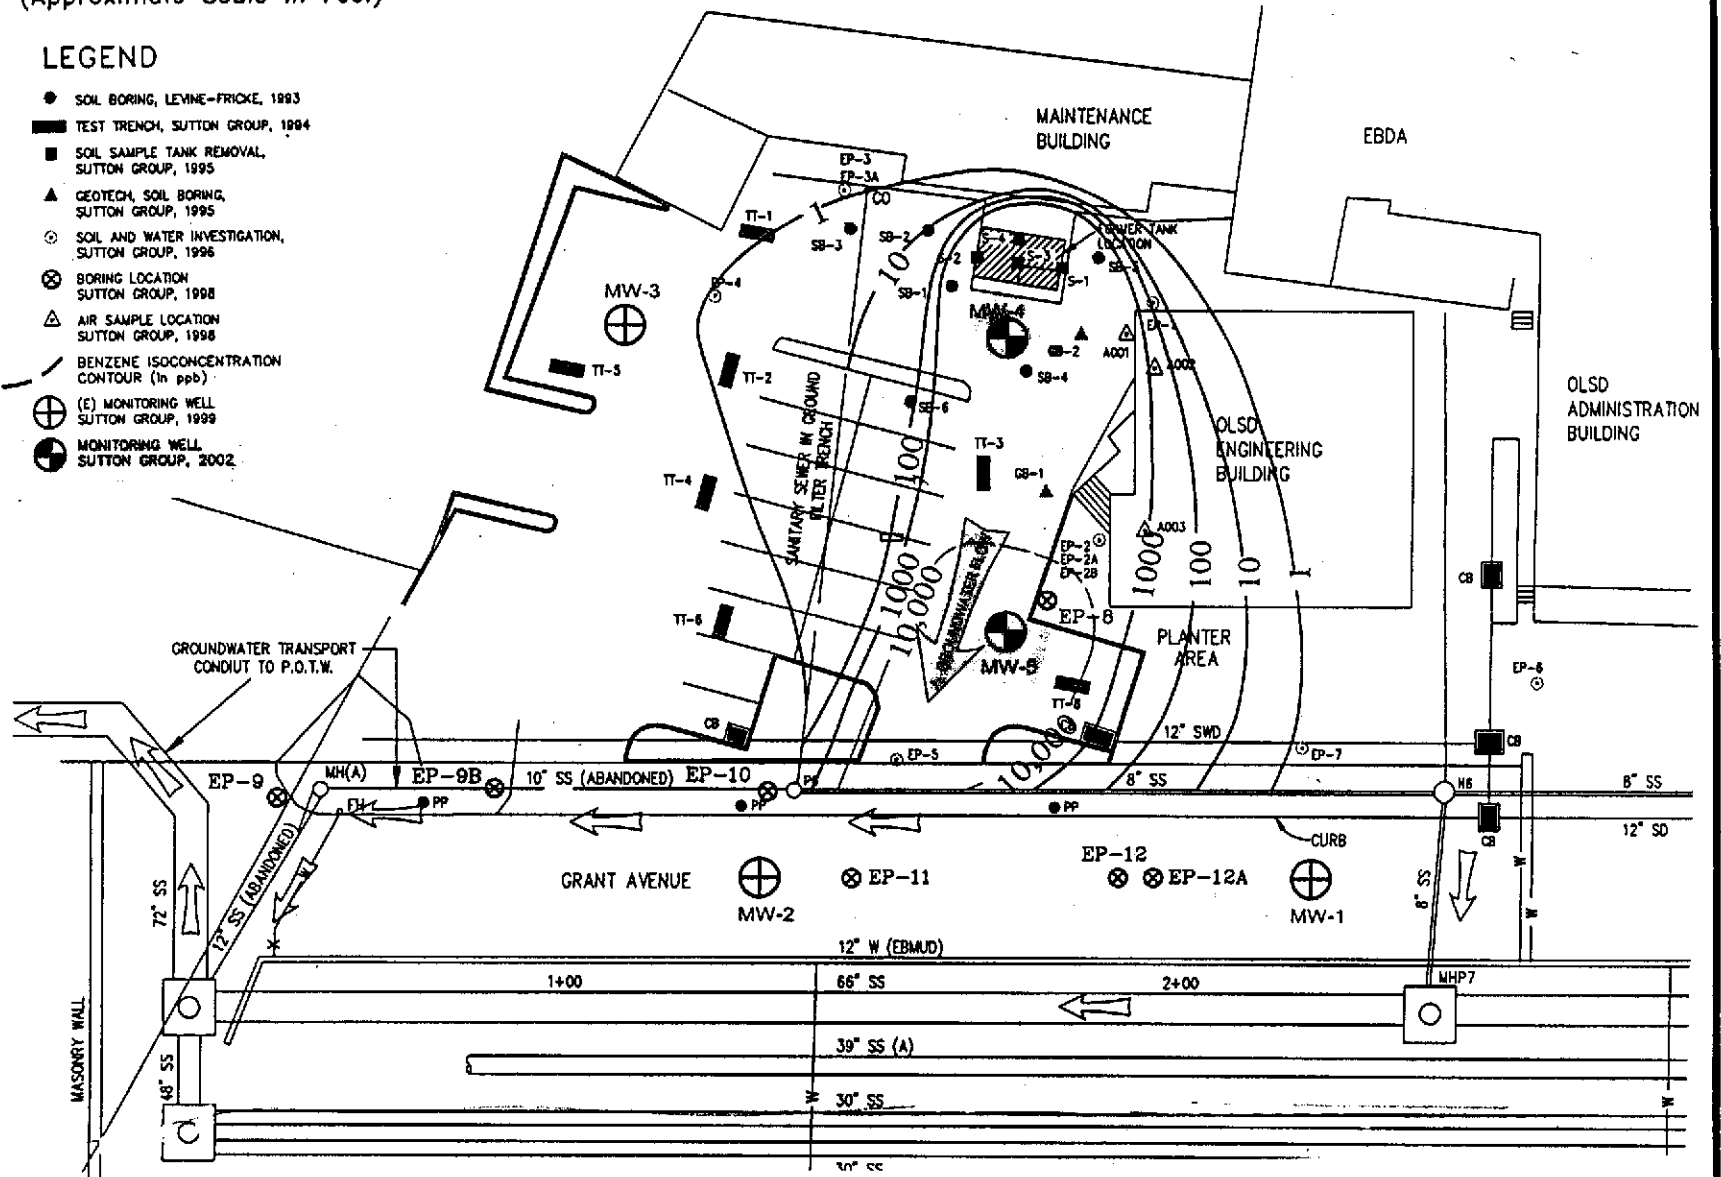 (Approximate Scale in Feet)
LEGEND
SOIL BORING, LEVINE-FRICKE, 1993
TEST TRENCH, SUTTON GROUP, 1994
SOIL SAMPLE TANK REMOVAL,
SUTTON GROUP, 1995
GEOTECH, SOIL BORING,
SUTTON GROUP, 1995
SOIL AND WATER INVESTIGATION,
SUTTON GROUP, 1996
BORING LOCATION
SUTTON GROUP, 1998
AIR SAMPLE LOCATION
SUTTON GROUP, 1998
BENZENE ISOCONCENTRATION
CONTOUR (in ppb)
(E) MONITORING WELL
SUTTON GROUP, 1999
MONITORING WELL
SUTTON GROUP, 2002
MAINTENANCE
BUILDING
EBDA
EP-3
EP-3A
CO
1
TT-1
SB-3
SB-2
10
S-4
S-2
S-3
S-1
FORMER TANK
LOCATION
SB-1
EP-4
MW-3
MW-4
EP-1
GB-2
A001
A002
SB-4
TT-5
TT-2
SB-6
OLSD
ADMINISTRATION
BUILDING
OLSD
ENGINEERING
BUILDING
SANITARY SEWER IN GROUND
FILTER TRENCH
100
TT-3
GB-1
TT-4
A003
EP-2
EP-2A
EP-2B
1000
10,000
GROUNDWATER FLOW
1000
100
10
1
CB
EP-8
TT-6
MW-5
PLANTER
AREA
GROUNDWATER TRANSPORT
CONDIUT TO P.O.T.W.
EP-6
TT-8
CB
12" SWD
CB
EP-5
EP-7
10,000
EP-9
MH(A)
EP-9B
10" SS (ABANDONED)
EP-10
8" SS
8" SS
FH
PP
PP
PP
12" SD
CURB
CB
GRANT AVENUE
MW-2
EP-11
EP-12
EP-12A
MW-1
8" SS
W
W
W
72" SS
12" SS (ABANDONED)
12" W (EBMUD)
1+00
66" SS
2+00
MHP7
MASONRY WALL
48" SS
39" SS (A)
30" SS
W
W
30" SS